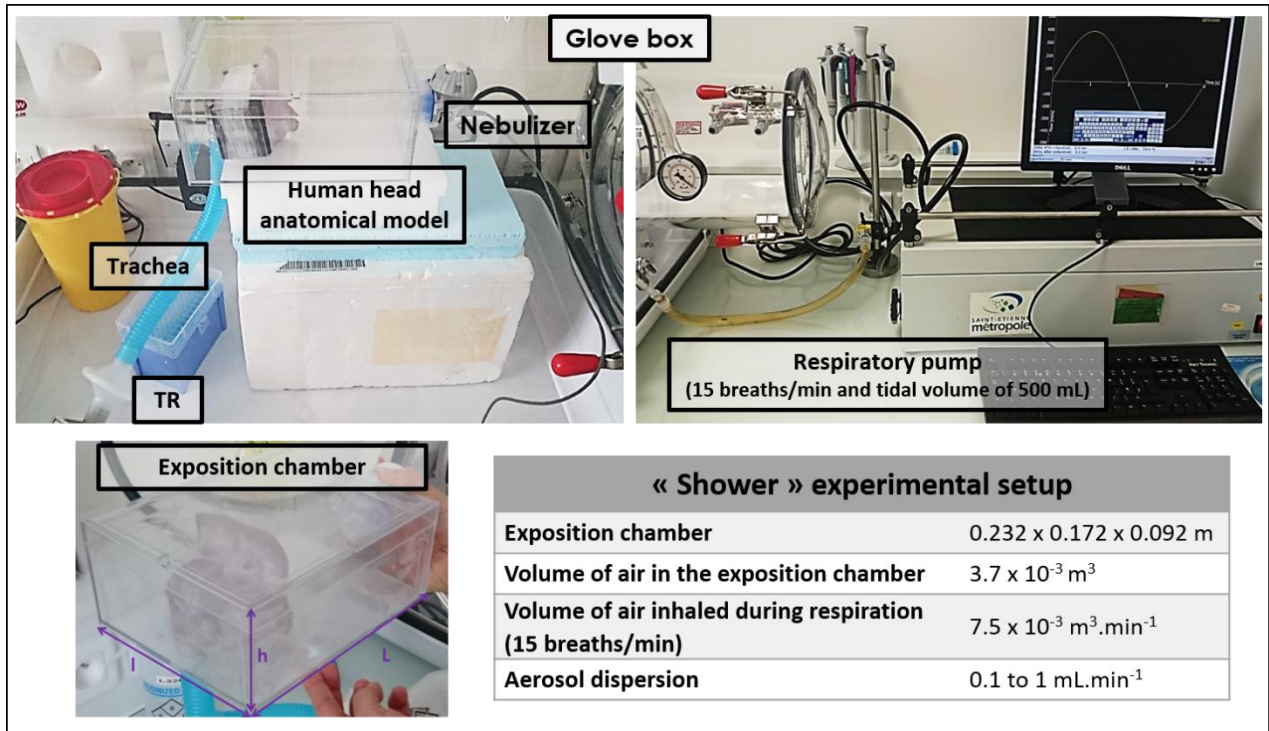 Glove box
Nebulizer
Human head
anatomical model
Trachea
TR
SAINT-ETIENNE
métropole
DELL
Respiratory pump
(15 breaths/min and tidal volume of 500 mL)
Exposition chamber
l
h
L
« Shower » experimental setup
Exposition chamber 0.232 x 0.172 x 0.092 m
Volume of air in the exposition chamber 3.7 x 10⁻³ m³
Volume of air inhaled during respiration
(15 breaths/min) 7.5 x 10⁻³ m³.min⁻¹
Aerosol dispersion 0.1 to 1 mL.min⁻¹